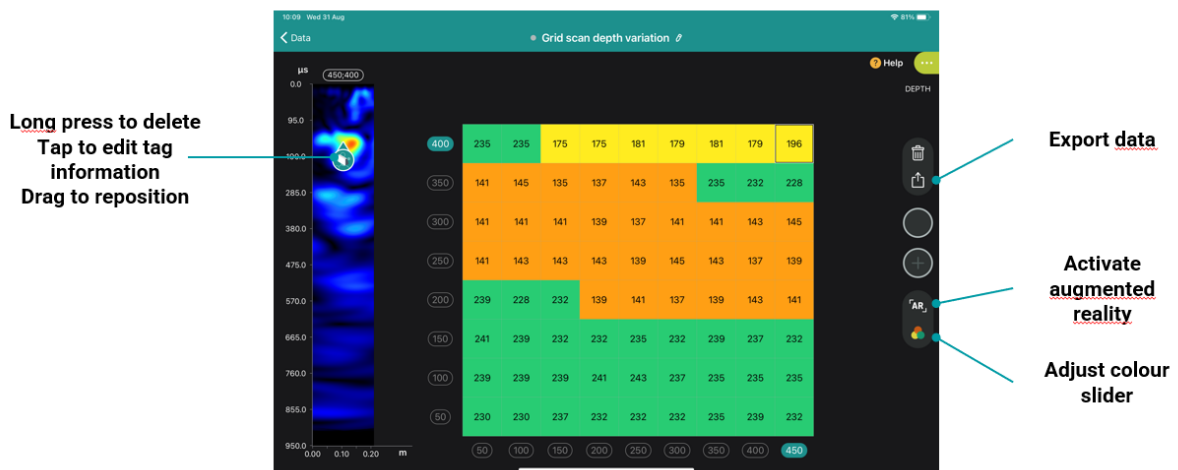 10:09 Wed 31 Aug
81%
Data
Grid scan depth variation
? Help
DEPTH
µs
450;400
0.0
95.0
190.0
285.0
380.0
475.0
570.0
665.0
760.0
855.0
950.0
0.00 0.10 0.20 m
Long press to delete
Tap to edit tag
information
Drag to reposition
400 235 235 175 175 181 179 181 179 196
350 141 145 135 137 143 135 235 232 228
300 141 141 141 139 137 141 141 143 145
250 141 143 143 143 139 145 143 137 139
200 239 228 232 139 141 137 139 143 141
150 241 239 232 232 235 232 239 237 232
100 239 239 239 241 243 237 235 235 235
50 230 230 237 232 232 232 235 239 232
50 100 150 200 250 300 350 400 450
AR
Export data
Activate
augmented
reality
Adjust colour
slider